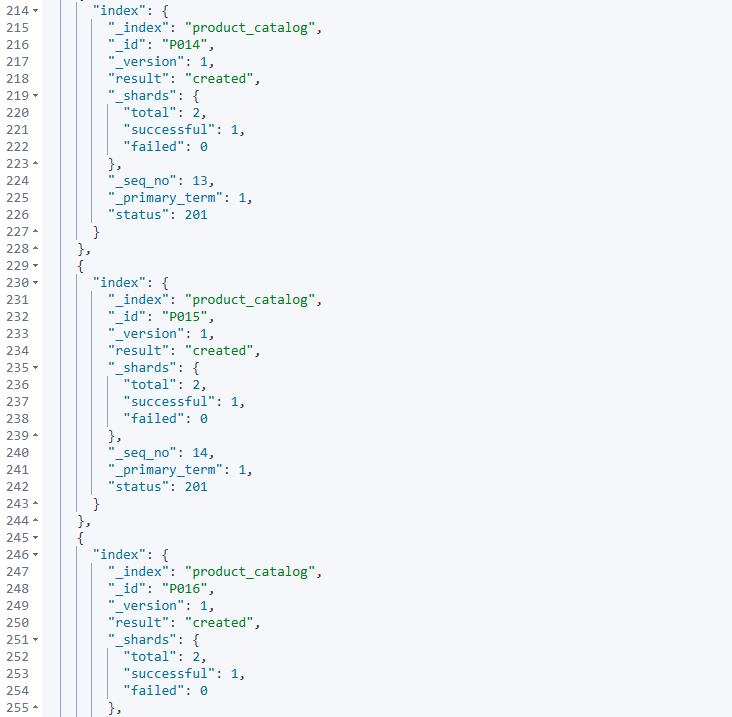 214 "index": {
215 "_index": "product_catalog",
216 "_id": "P014",
217 "_version": 1,
218 "result": "created",
219 "_shards": {
220 "total": 2,
221 "successful": 1,
222 "failed": 0
223 },
224 "_seq_no": 13,
225 "_primary_term": 1,
226 "status": 201
227 }
228 },
229 {
230 "index": {
231 "_index": "product_catalog",
232 "_id": "P015",
233 "_version": 1,
234 "result": "created",
235 "_shards": {
236 "total": 2,
237 "successful": 1,
238 "failed": 0
239 },
240 "_seq_no": 14,
241 "_primary_term": 1,
242 "status": 201
243 }
244 },
245 {
246 "index": {
247 "_index": "product_catalog",
248 "_id": "P016",
249 "_version": 1,
250 "result": "created",
251 "_shards": {
252 "total": 2,
253 "successful": 1,
254 "failed": 0
255 },